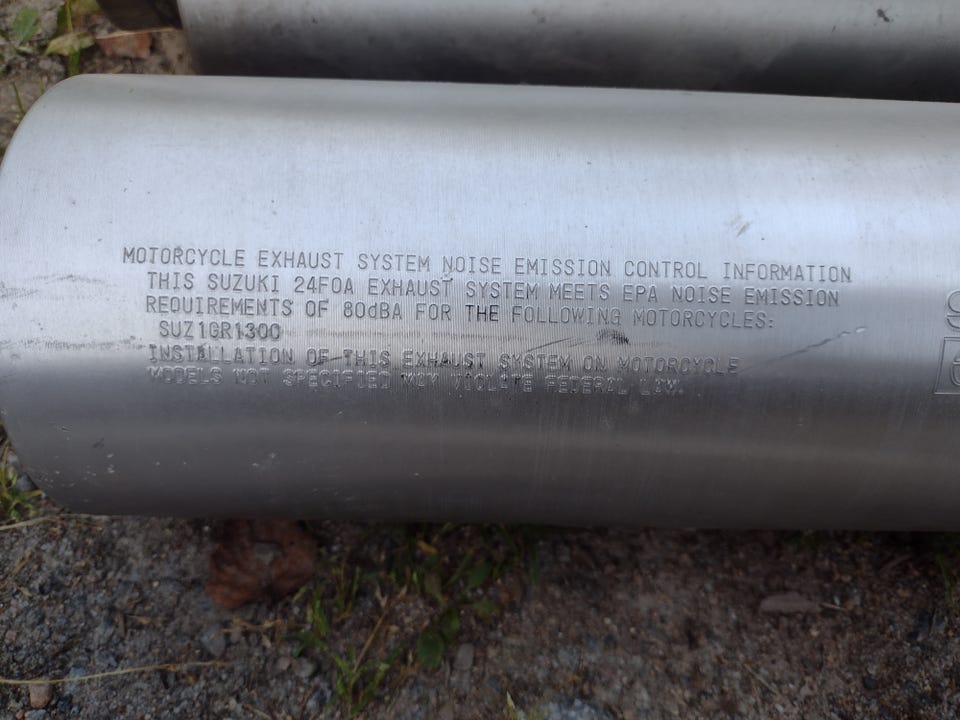 MOTORCYCLE EXHAUST SYSTEM NOISE EMISSION CONTROL INFORMATION
THIS SUZUKI 24F0A EXHAUST SYSTEM MEETS EPA NOISE EMISSION
REQUIREMENTS OF 80dBA FOR THE FOLLOWING MOTORCYCLES:
SUZ1GR1300
INSTALLATION OF THIS EXHAUST SYSTEM ON MOTORCYCLE
MODELS NOT SPECIFIED MAY VIOLATE FEDERAL LAW.